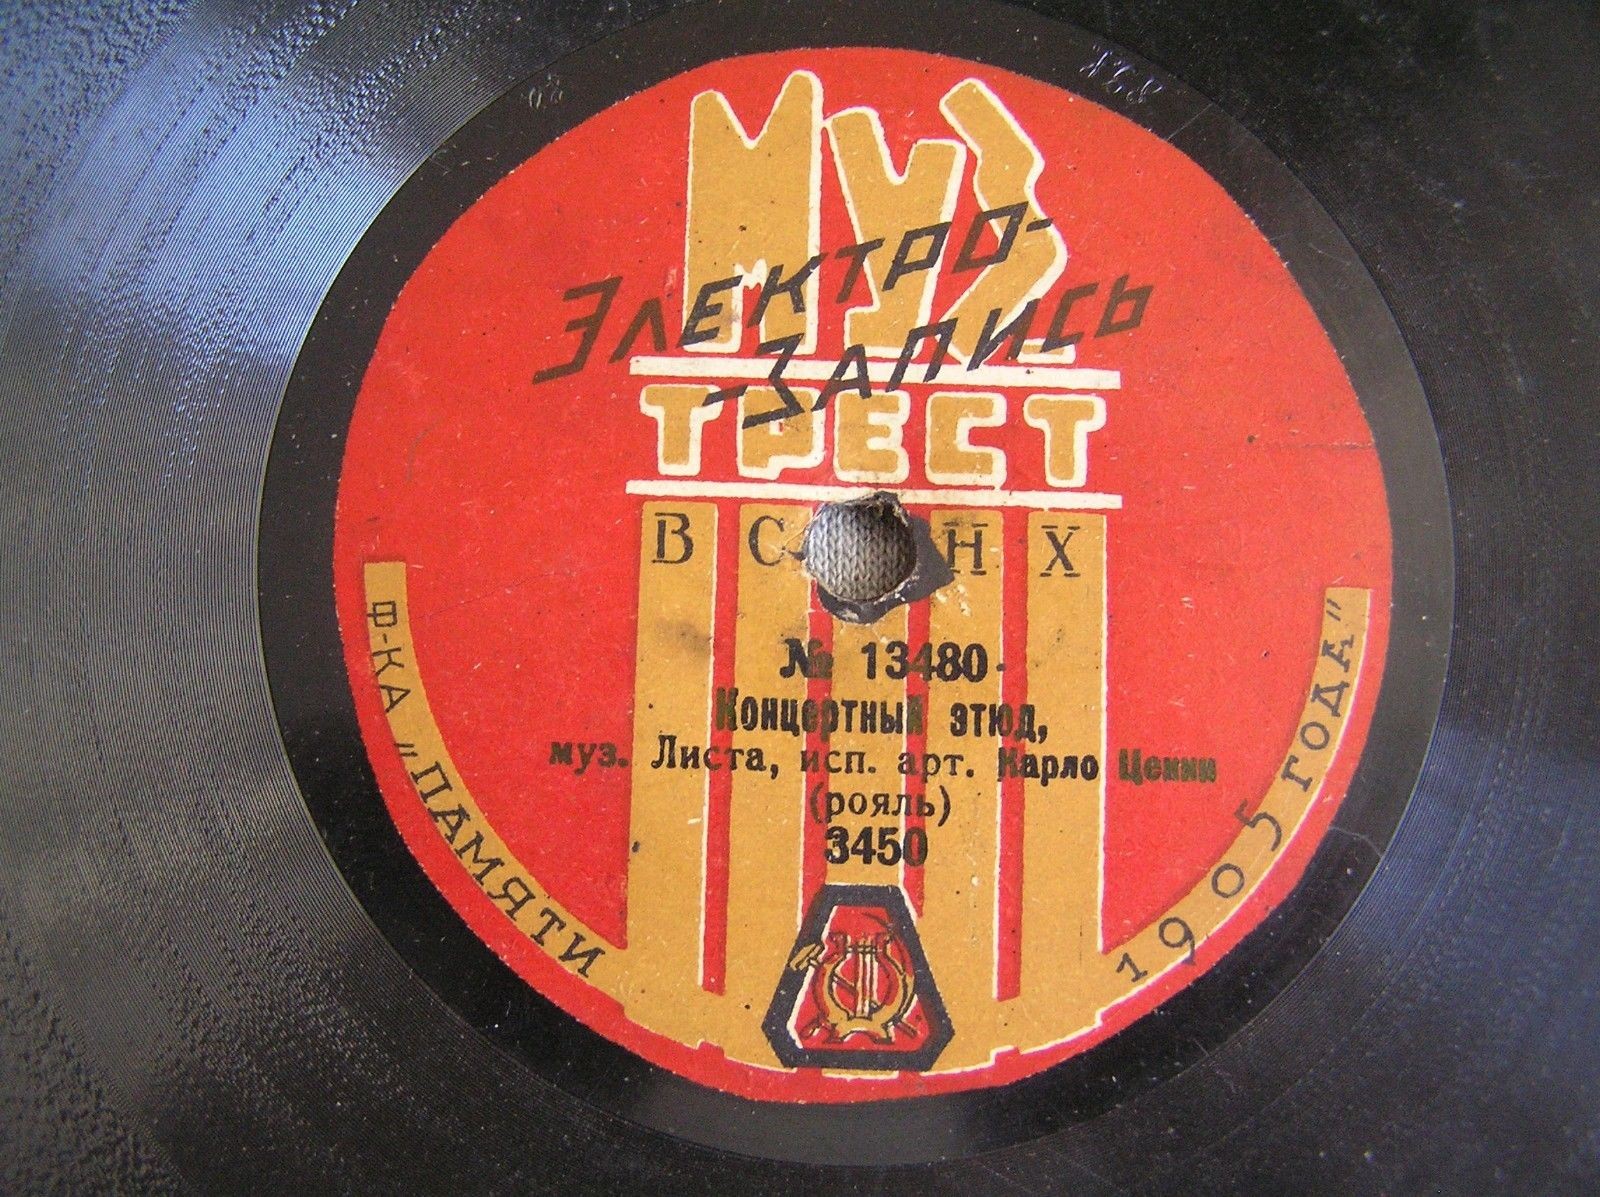 МУЗ
ЭЛЕКТРО-
-ЗАПИСЬ
ТРЕСТ
В С Н Х
Ф-КА „ПАМЯТИ 1905 ГОДА"
№ 13480
Концертный этюд,
муз. Листа, исп. арт. Карло Цекки
(рояль)
3450